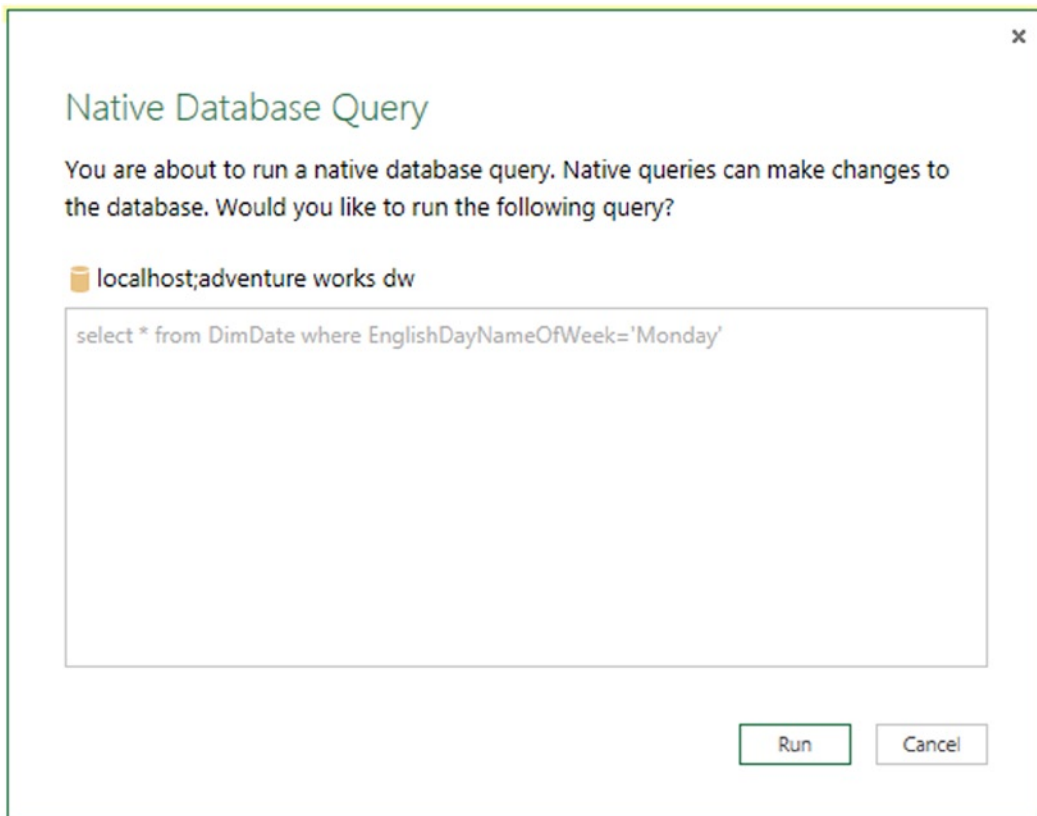 Native Database Query
You are about to run a native database query. Native queries can make changes to
the database. Would you like to run the following query?
localhost;adventure works dw
select * from DimDate where EnglishDayNameOfWeek='Monday'
Run
Cancel